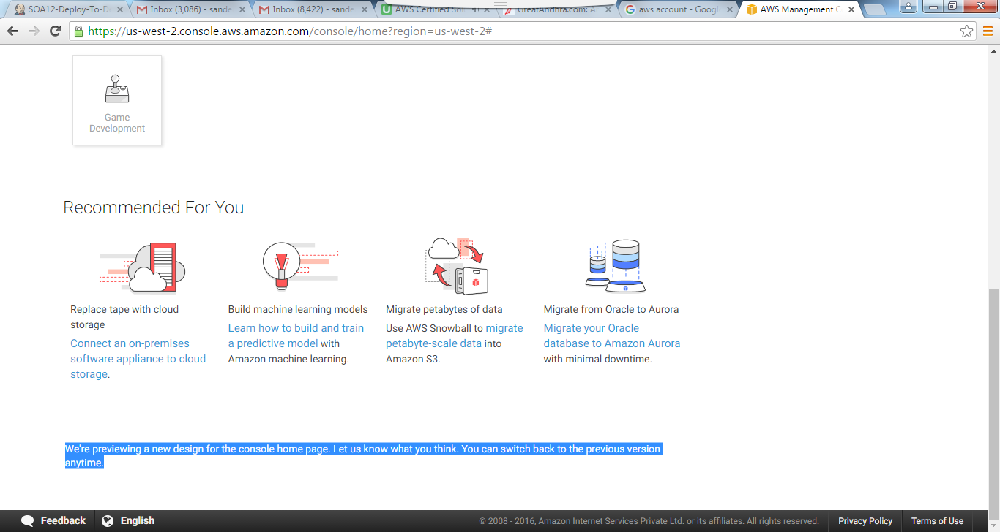 SOA12-Deploy-To-D
Inbox (3,086) - sande
Inbox (8,422) - sande
AWS Certified
GreatAndhra.com:
aws account - Googl
AWS Management C
https://us-west-2.console.aws.amazon.com/console/home?region=us-west-2#
Game
Development
Recommended For You
Replace tape with cloud
storage
Connect an on-premises
software appliance to cloud
storage.
Build machine learning models
Learn how to build and train
a predictive model with
Amazon machine learning.
Migrate petabytes of data
Use AWS Snowball to migrate
petabyte-scale data into
Amazon S3.
Migrate from Oracle to Aurora
Migrate your Oracle
database to Amazon Aurora
with minimal downtime.
We're previewing a new design for the console home page. Let us know what you think. You can switch back to the previous version
anytime.
Feedback
English
© 2008 - 2016, Amazon Internet Services Private Ltd. or its affiliates. All rights reserved.
Privacy Policy
Terms of Use